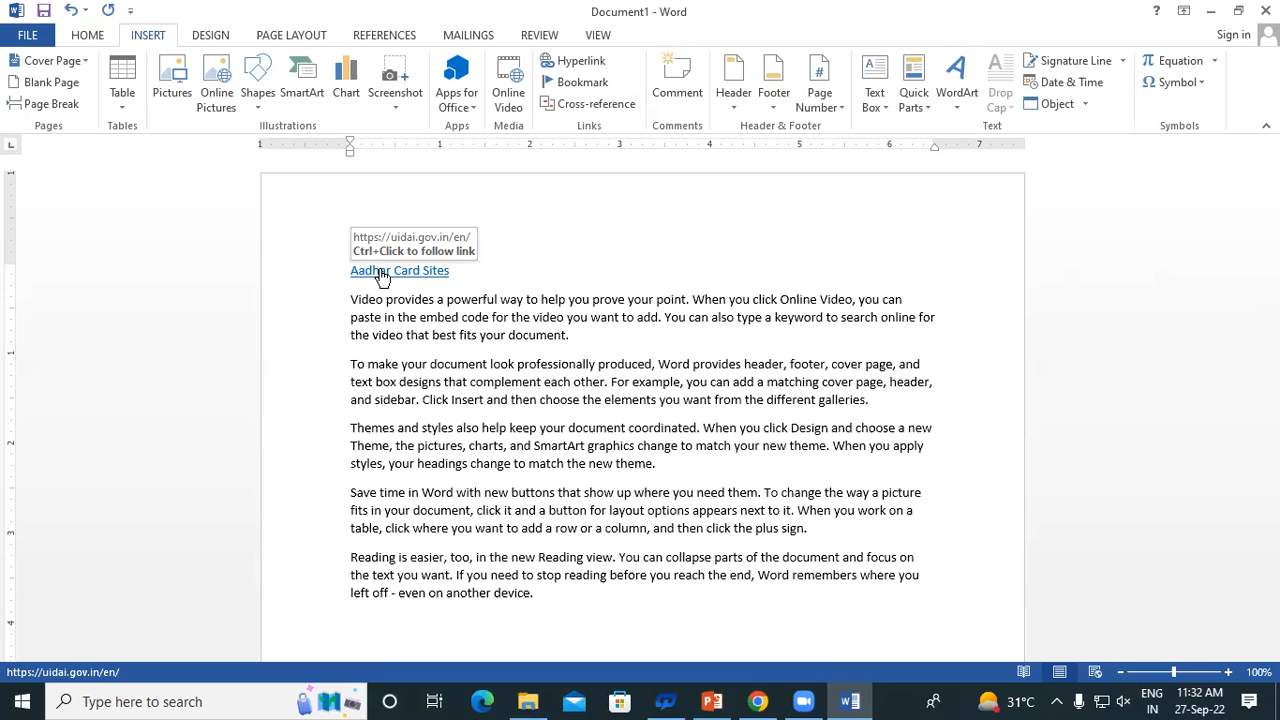 Document1 - Word
?
FILE HOME INSERT DESIGN PAGE LAYOUT REFERENCES MAILINGS REVIEW VIEW Sign in
Cover Page
Blank Page
Page Break
Pages
Table
Tables
Pictures
Online Pictures
Shapes
SmartArt
Chart
Screenshot
Illustrations
Apps for Office
Apps
Online Video
Media
Hyperlink
Bookmark
Cross-reference
Links
Comment
Comments
Header
Footer
Page Number
Header & Footer
Text Box
Quick Parts
WordArt
Drop Cap
Signature Line
Date & Time
Object
Text
Equation
Symbol
Symbols
1 1 2 3 4 5 6 7
1
1
2
3
4
https://uidai.gov.in/en/
Ctrl+Click to follow link
Aadhar Card Sites
Video provides a powerful way to help you prove your point. When you click Online Video, you can
paste in the embed code for the video you want to add. You can also type a keyword to search online for
the video that best fits your document.
To make your document look professionally produced, Word provides header, footer, cover page, and
text box designs that complement each other. For example, you can add a matching cover page, header,
and sidebar. Click Insert and then choose the elements you want from the different galleries.
Themes and styles also help keep your document coordinated. When you click Design and choose a new
Theme, the pictures, charts, and SmartArt graphics change to match your new theme. When you apply
styles, your headings change to match the new theme.
Save time in Word with new buttons that show up where you need them. To change the way a picture
fits in your document, click it and a button for layout options appears next to it. When you work on a
table, click where you want to add a row or a column, and then click the plus sign.
Reading is easier, too, in the new Reading view. You can collapse parts of the document and focus on
the text you want. If you need to stop reading before you reach the end, Word remembers where you
left off - even on another device.
https://uidai.gov.in/en/ 100%
Type here to search
31°C
ENG
IN
11:32 AM
27-Sep-22